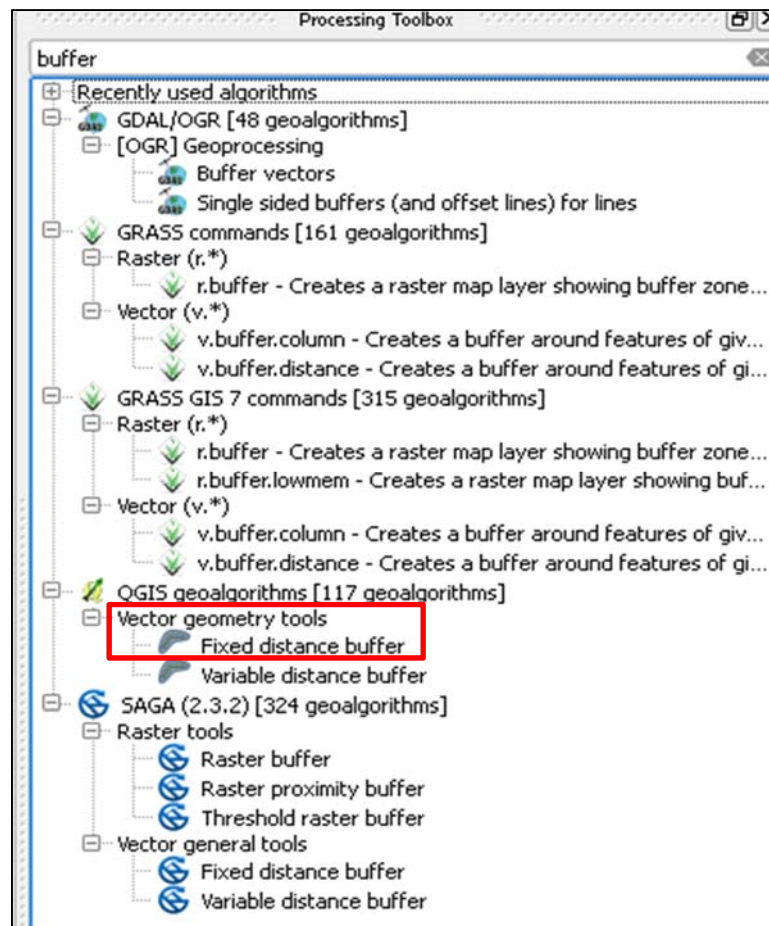 Processing Toolbox
buffer
Recently used algorithms
GDAL/OGR [48 geoalgorithms]
[OGR] Geoprocessing
Buffer vectors
Single sided buffers (and offset lines) for lines
GRASS commands [161 geoalgorithms]
Raster (r.*)
r.buffer - Creates a raster map layer showing buffer zone...
Vector (v.*)
v.buffer.column - Creates a buffer around features of giv...
v.buffer.distance - Creates a buffer around features of gi...
GRASS GIS 7 commands [315 geoalgorithms]
Raster (r.*)
r.buffer - Creates a raster map layer showing buffer zone...
r.buffer.lowmem - Creates a raster map layer showing buf...
Vector (v.*)
v.buffer.column - Creates a buffer around features of giv...
v.buffer.distance - Creates a buffer around features of gi...
QGIS geoalgorithms [117 geoalgorithms]
Vector geometry tools
Fixed distance buffer
Variable distance buffer
SAGA (2.3.2) [324 geoalgorithms]
Raster tools
Raster buffer
Raster proximity buffer
Threshold raster buffer
Vector general tools
Fixed distance buffer
Variable distance buffer